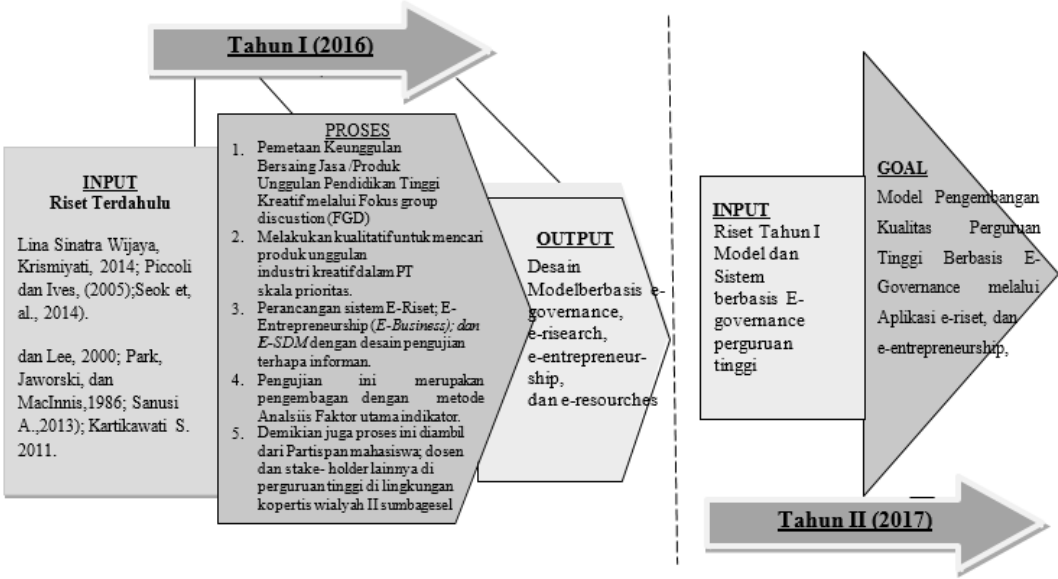 Tahun I (2016)
INPUT
Riset Terdahulu
Lina Sinatra Wijaya,
Krismiyati, 2014; Piccoli
dan Ives, (2005);Seok et,
al., 2014).
dan Lee, 2000; Park,
Jaworski, dan
MacInnis,1986; Sanusi
A.,2013); Kartikawati S.
2011.
PROSES
1. Pemetaan Keunggulan
Bersaing Jasa /Produk
Unggulan Pendidikan Tinggi
Kreatif melalui Fokus group
discustion (FGD)
2. Melakukan kualitatif untuk mencari
produk unggulan
industri kreatif dalam PT
skala prioritas.
3. Perancangan sistem E-Riset; E-
Entrepreneurship (E-Business); dan
E-SDM dengan desain pengujian
terhapa informan.
4. Pengujian ini merupakan
pengembagan dengan metode
Analsiis Faktor utama indikator.
5. Demikian juga proses ini diambil
dari Partispan mahasiswa; dosen
dan stake- holder lainnya di
perguruan tinggi di lingkungan
kopertis wialyah II sumbagesel
OUTPUT
Desain
Modelberbasis e-
governance,
e-risearch,
e-entrepreneur-
ship,
dan e-resourches
INPUT
Riset Tahun I
Model dan
Sistem
berbasis E-
governance
perguruan
tinggi
GOAL
Model Pengembangan
Kualitas Perguruan
Tinggi Berbasis E-
Governance melalui
Aplikasi e-riset, dan
e-entrepreneurship,
Tahun II (2017)